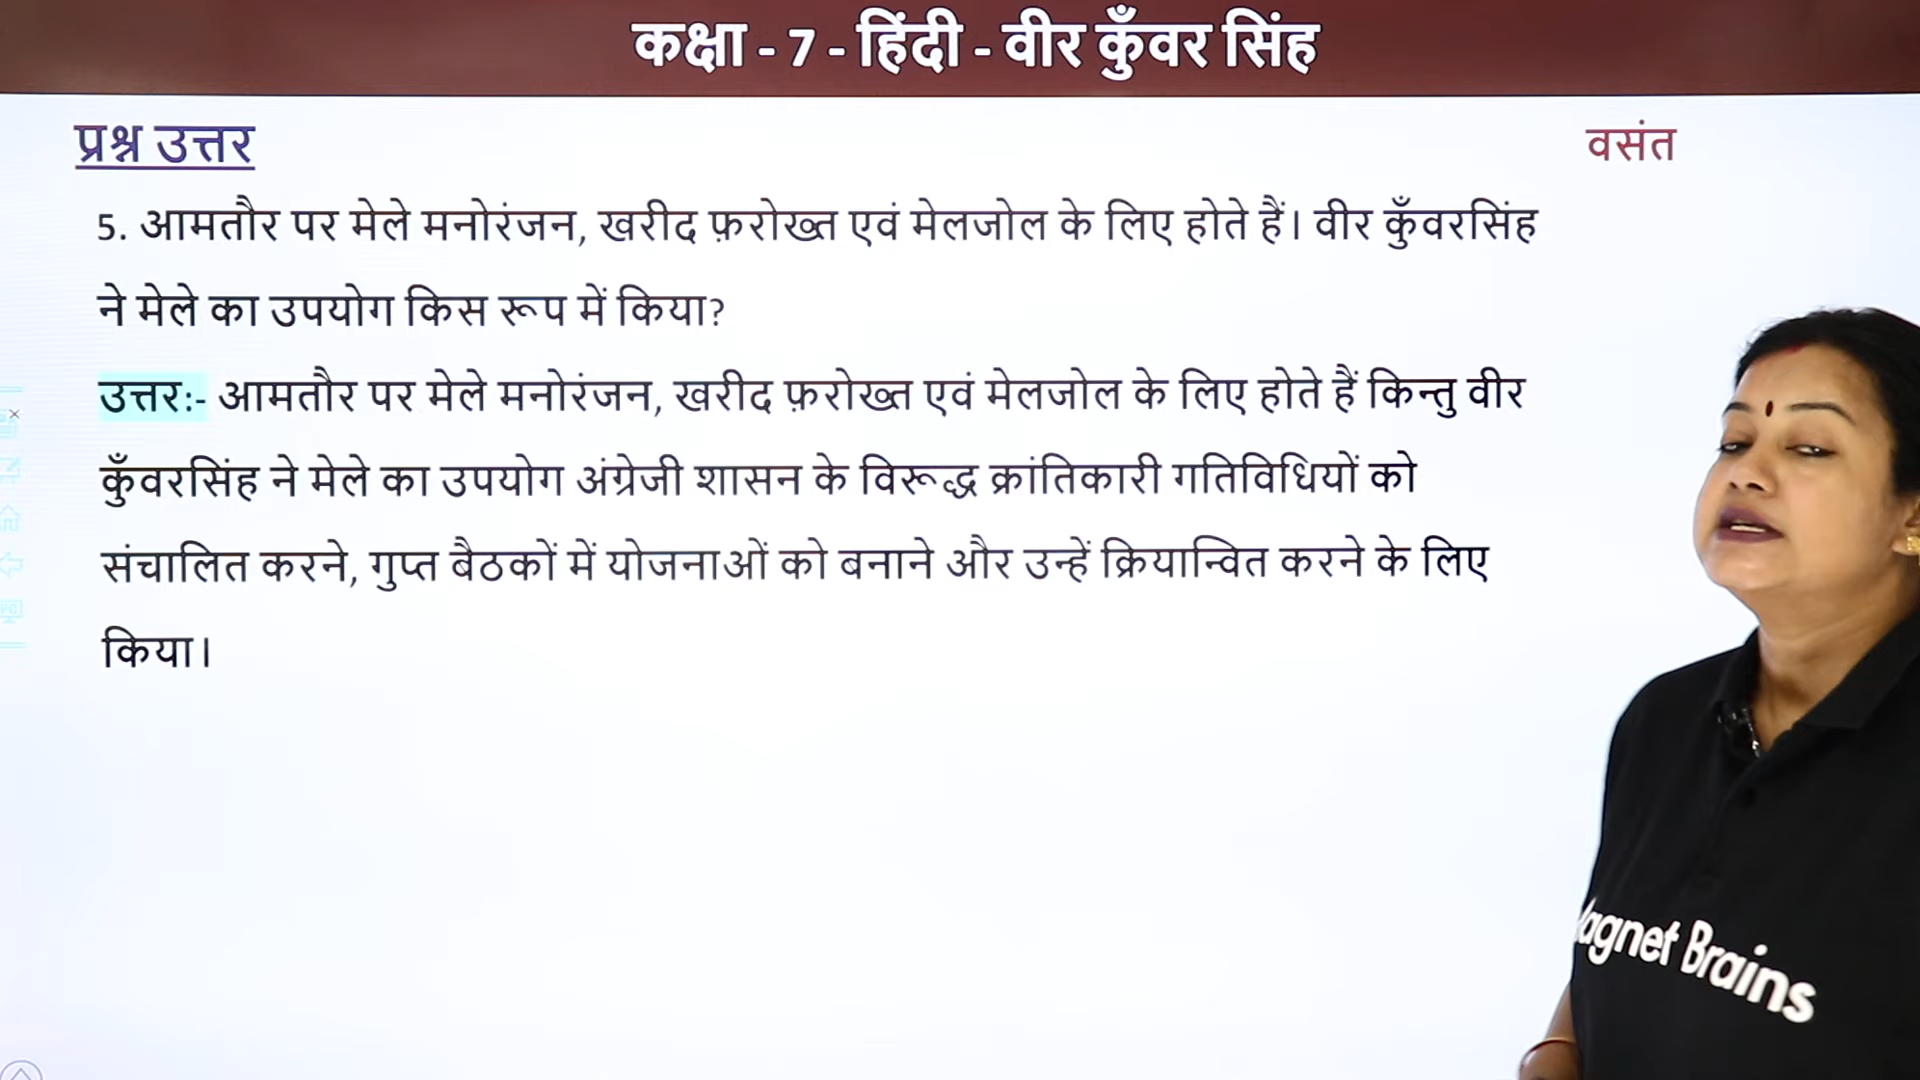 कक्षा - 7 - हिंदी - वीर कुँवर सिंह
प्रश्न उत्तर
वसंत
5. आमतौर पर मेले मनोरंजन, खरीद फ़रोख्त एवं मेलजोल के लिए होते हैं। वीर कुँवरसिंह
ने मेले का उपयोग किस रूप में किया?
उत्तर:- आमतौर पर मेले मनोरंजन, खरीद फ़रोख्त एवं मेलजोल के लिए होते हैं किन्तु वीर
कुँवरसिंह ने मेले का उपयोग अंग्रेजी शासन के विरूद्ध क्रांतिकारी गतिविधियों को
संचालित करने, गुप्त बैठकों में योजनाओं को बनाने और उन्हें क्रियान्वित करने के लिए
किया।
agnet Brains